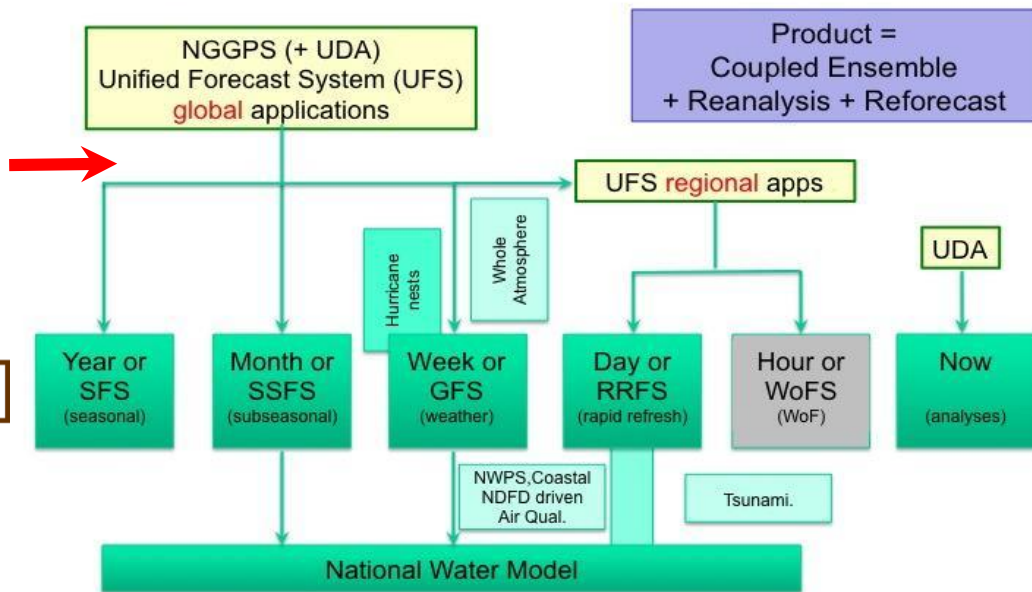 NGGPS (+ UDA)
Unified Forecast System (UFS)
global applications
Product =
Coupled Ensemble
+ Reanalysis + Reforecast
UFS regional apps
UDA
Hurricane
nests
Whole
Atmosphere
Year or
SFS
(seasonal)
Month or
SSFS
(subseasonal)
Week or
GFS
(weather)
Day or
RRFS
(rapid refresh)
Hour or
WoFS
(WoF)
Now
(analyses)
NWPS,Coastal
NDFD driven
Air Qual.
Tsunami.
National Water Model